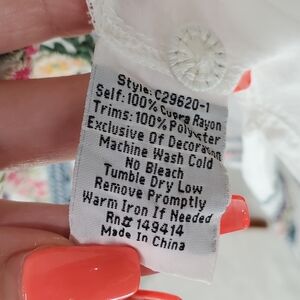 Style: C29620-1
Self: 100% Cupra Rayon
Trims: 100% Polyester
Exclusive Of Decoration
Machine Wash Cold
No Bleach
Tumble Dry Low
Remove Promptly
Warm Iron If Needed
Rn# 149414
Made In China